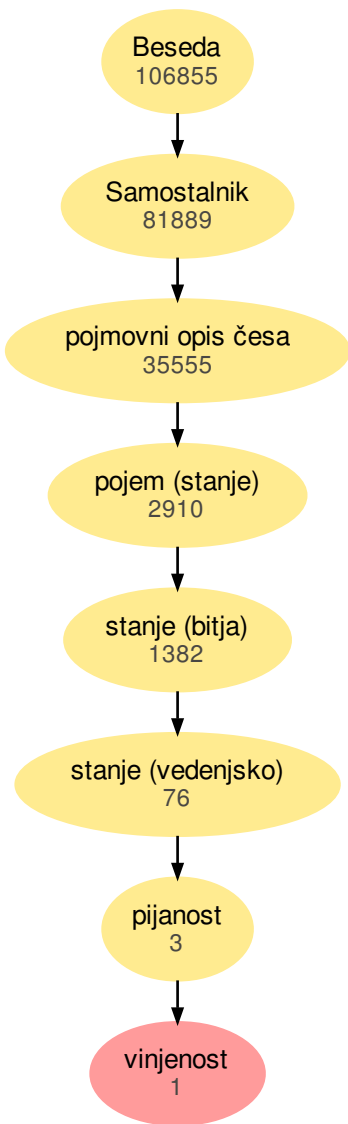 Beseda
106855
Samostalnik
81889
pojmovni opis česa
35555
pojem (stanje)
2910
stanje (bitja)
1382
stanje (vedenjsko)
76
pijanost
3
vinjenost
1